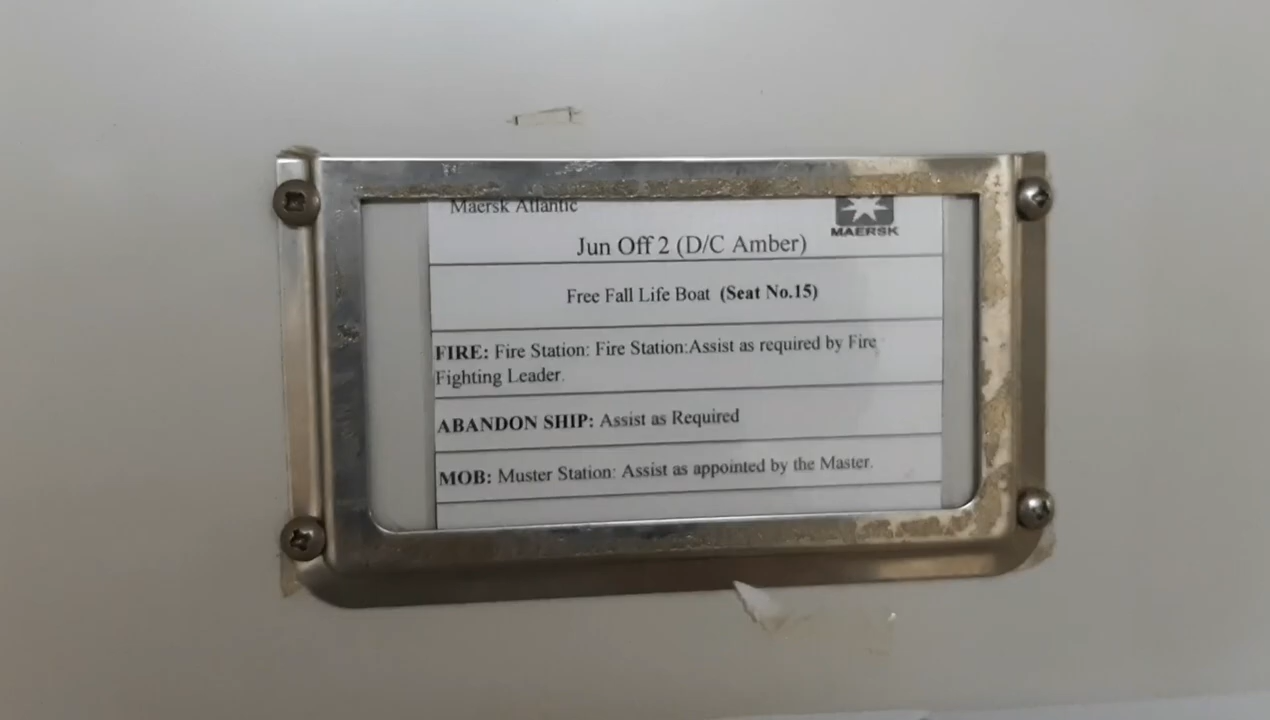 Maersk Atlantic
MAERSK
Jun Off 2 (D/C Amber)
Free Fall Life Boat (Seat No.15)
FIRE: Fire Station: Fire Station:Assist as required by Fire
Fighting Leader.
ABANDON SHIP: Assist as Required
MOB: Muster Station: Assist as appointed by the Master.